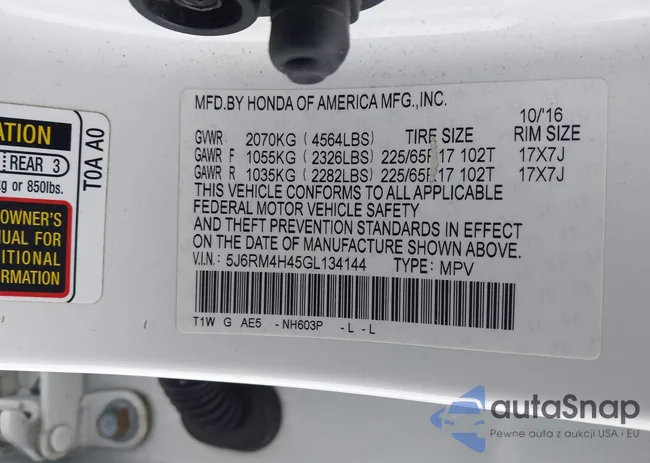 MFD.BY HONDA OF AMERICA MFG.,INC.
10/'16
GVWR 2070KG (4564LBS) TIRE SIZE RIM SIZE
GAWR F 1055KG (2326LBS) 225/65R17 102T 17X7J
GAWR R 1035KG (2282LBS) 225/65R17 102T 17X7J
THIS VEHICLE CONFORMS TO ALL APPLICABLE
FEDERAL MOTOR VEHICLE SAFETY
AND THEFT PREVENTION STANDARDS IN EFFECT
ON THE DATE OF MANUFACTURE SHOWN ABOVE.
V.I.N.: 5J6RM4H45GL134144 TYPE: MPV
T1W G AE5 -NH603P -L -L
ATION
REAR 3
kg or 850lbs.
OWNER'S
UAL FOR
ITIONAL
ORMATION
T0A A0
autaSnap
Pewne auta z aukcji USA i EU